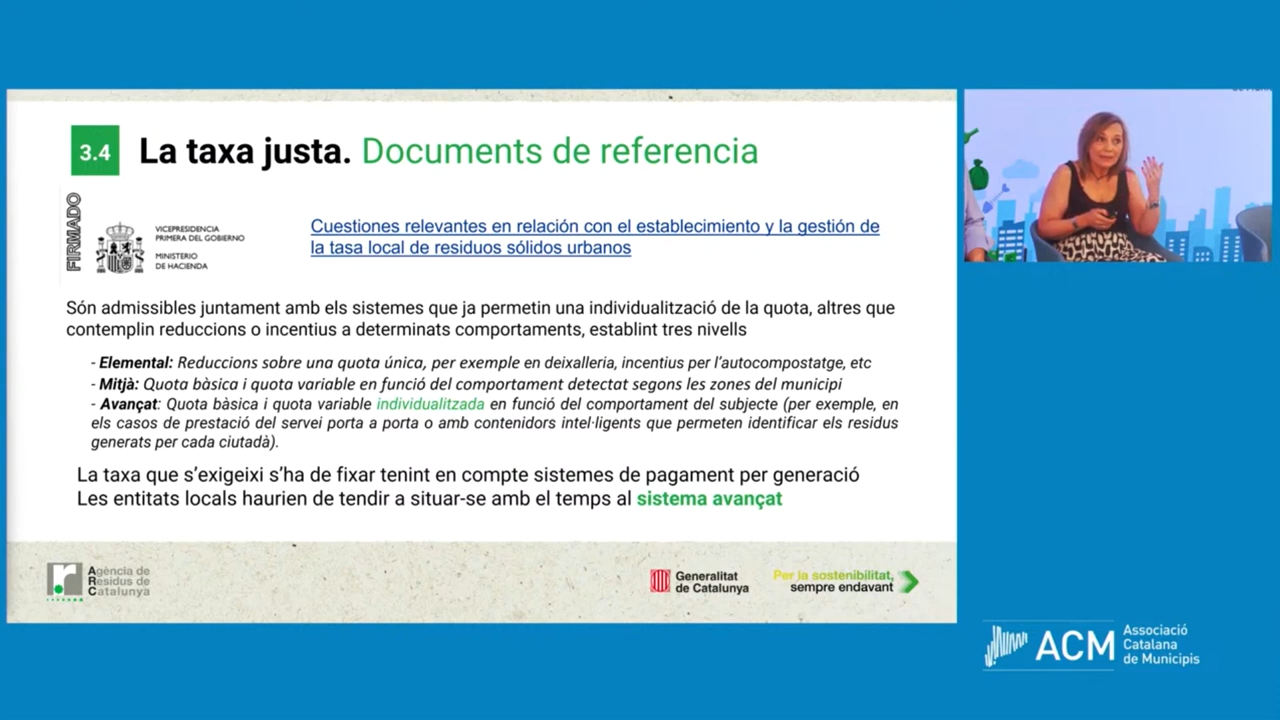 3.4
La taxa justa. Documents de referencia
FIRMADO
VICEPRESIDENCIA
PRIMERA DEL GOBIERNO
MINISTERIO
DE HACIENDA
Cuestiones relevantes en relación con el establecimiento y la gestión de
la tasa local de residuos sólidos urbanos
Són admissibles juntament amb els sistemes que ja permetin una individualització de la quota, altres que
contemplin reduccions o incentius a determinats comportaments, establint tres nivells
- Elemental: Reduccions sobre una quota única, per exemple en deixalleria, incentius per l’autocompostatge, etc
- Mitjà: Quota bàsica i quota variable en funció del comportament detectat segons les zones del municipi
- Avançat: Quota bàsica i quota variable individualitzada en funció del comportament del subjecte (per exemple, en
els casos de prestació del servei porta a porta o amb contenidors intel·ligents que permeten identificar els residus
generats per cada ciutadà).
La taxa que s’exigeixi s’ha de fixar tenint en compte sistemes de pagament per generació
Les entitats locals haurien de tendir a situar-se amb el temps al sistema avançat
Agència de
Residus de
Catalunya
Generalitat
de Catalunya
Per la sostenibilitat,
sempre endavant
ACM
Associació
Catalana
de Municipis